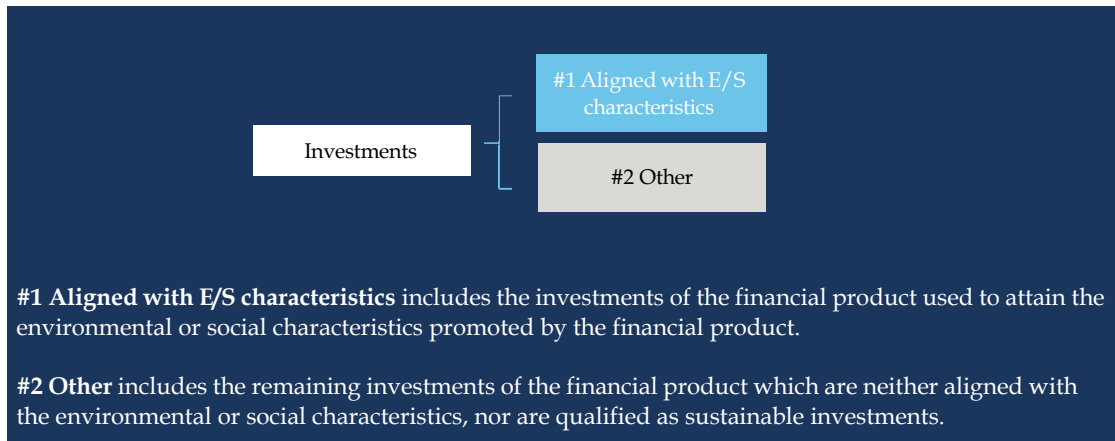 #1 Aligned with E/S
characteristics
Investments
#2 Other
#1 Aligned with E/S characteristics includes the investments of the financial product used to attain the
environmental or social characteristics promoted by the financial product.
#2 Other includes the remaining investments of the financial product which are neither aligned with
the environmental or social characteristics, nor are qualified as sustainable investments.